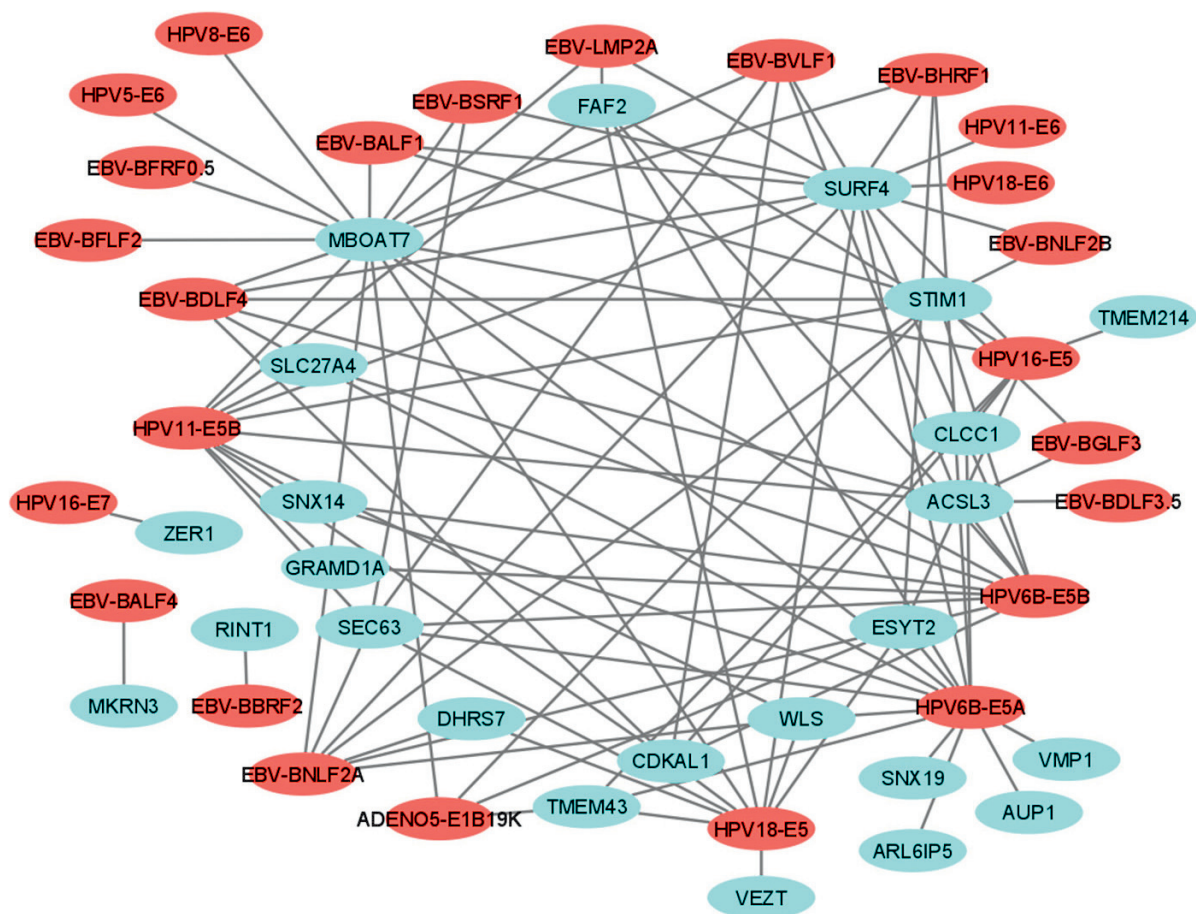 HPV8-E6
EBV-LMP2A
EBV-BVLF1
EBV-BHRF1
HPV5-E6
EBV-BSRF1
FAF2
HPV11-E6
EBV-BALF1
EBV-BFRF0.5
SURF4
HPV18-E6
EBV-BFLF2
MBOAT7
EBV-BNLF2B
EBV-BDLF4
STIM1
TMEM214
SLC27A4
HPV16-E5
HPV11-E5B
CLCC1
EBV-BGLF3
HPV16-E7
SNX14
ACSL3
EBV-BDLF3.5
ZER1
GRAMD1A
EBV-BALF4
HPV6B-E5B
RINT1
SEC63
ESYT2
MKRN3
EBV-BBRF2
DHRS7
WLS
HPV6B-E5A
EBV-BNLF2A
CDKAL1
VMP1
SNX19
ADENO5-E1B19K
TMEM43
HPV18-E5
AUP1
ARL6IP5
VEZT